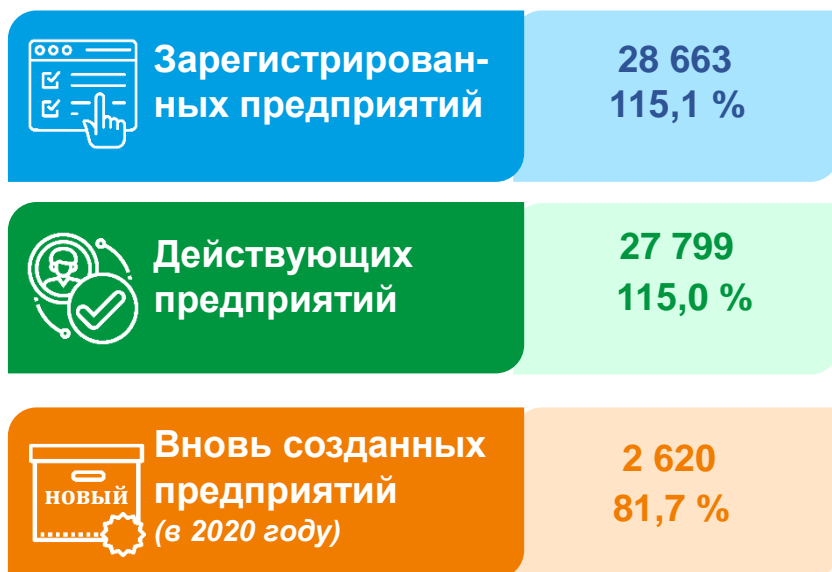 Зарегистрирован-
ных предприятий
28 663
115,1 %
Действующих
предприятий
27 799
115,0 %
новый
Вновь созданных
предприятий
(в 2020 году)
2 620
81,7 %